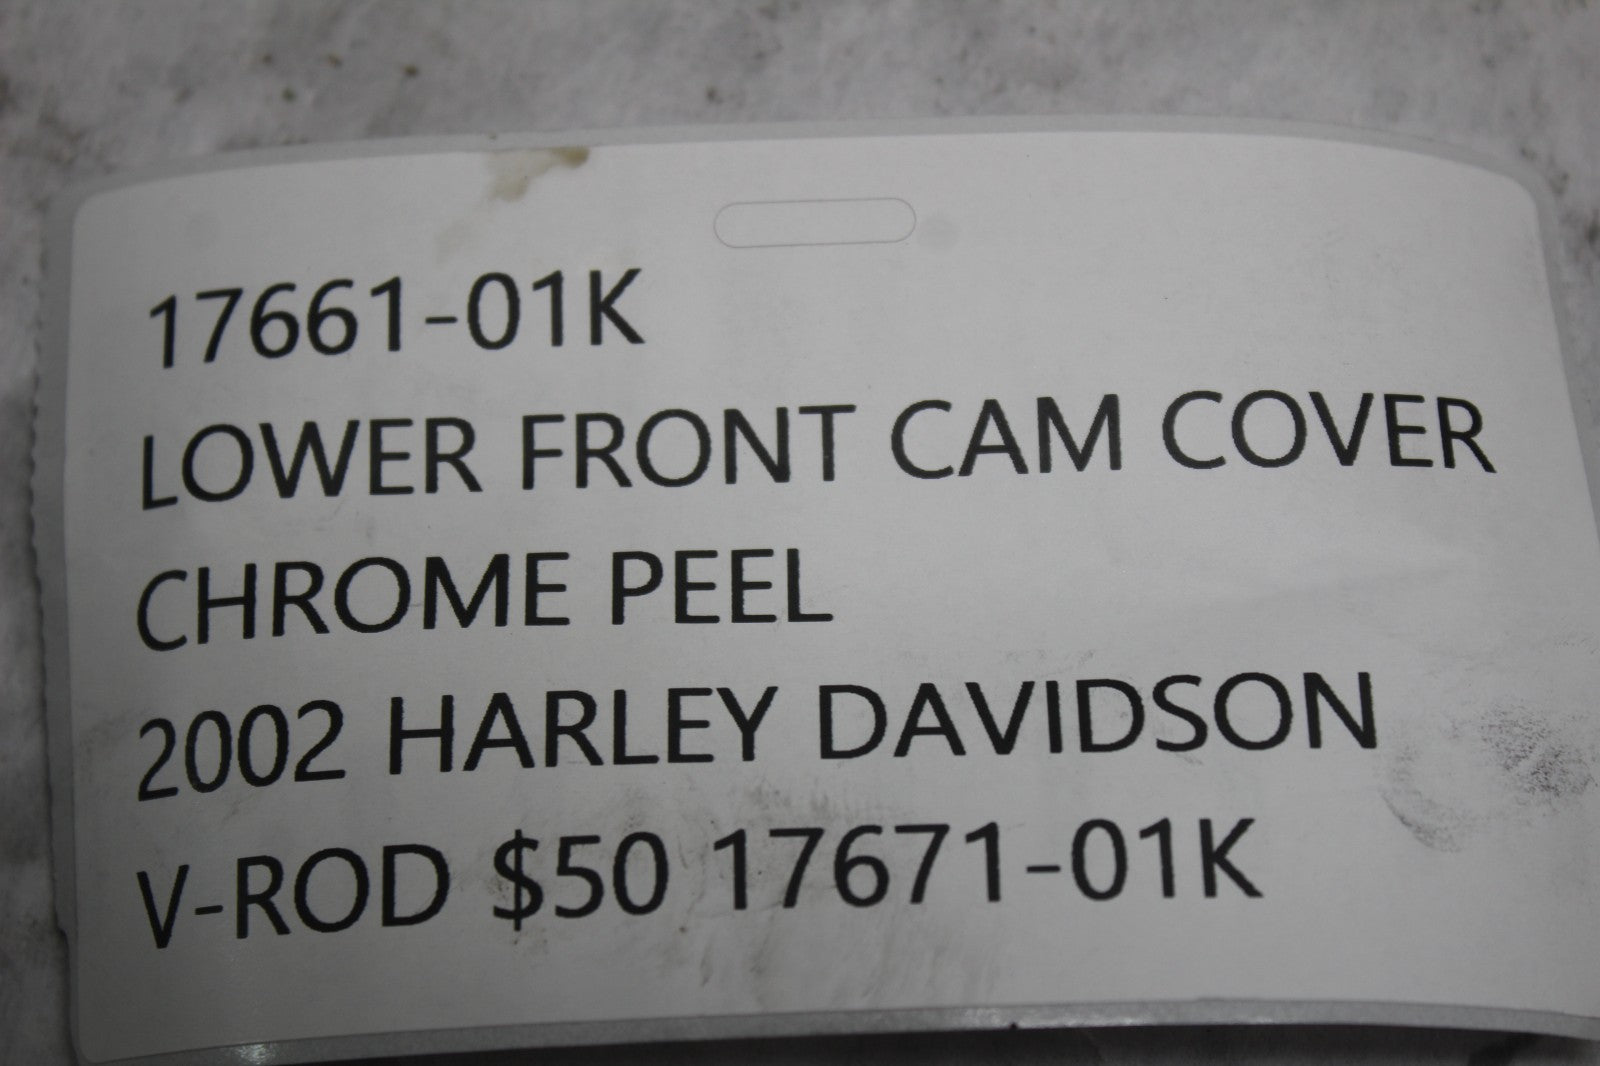 17661-01K
LOWER FRONT CAM COVER
CHROME PEEL
2002 HARLEY DAVIDSON
V-ROD $50 17671-01K